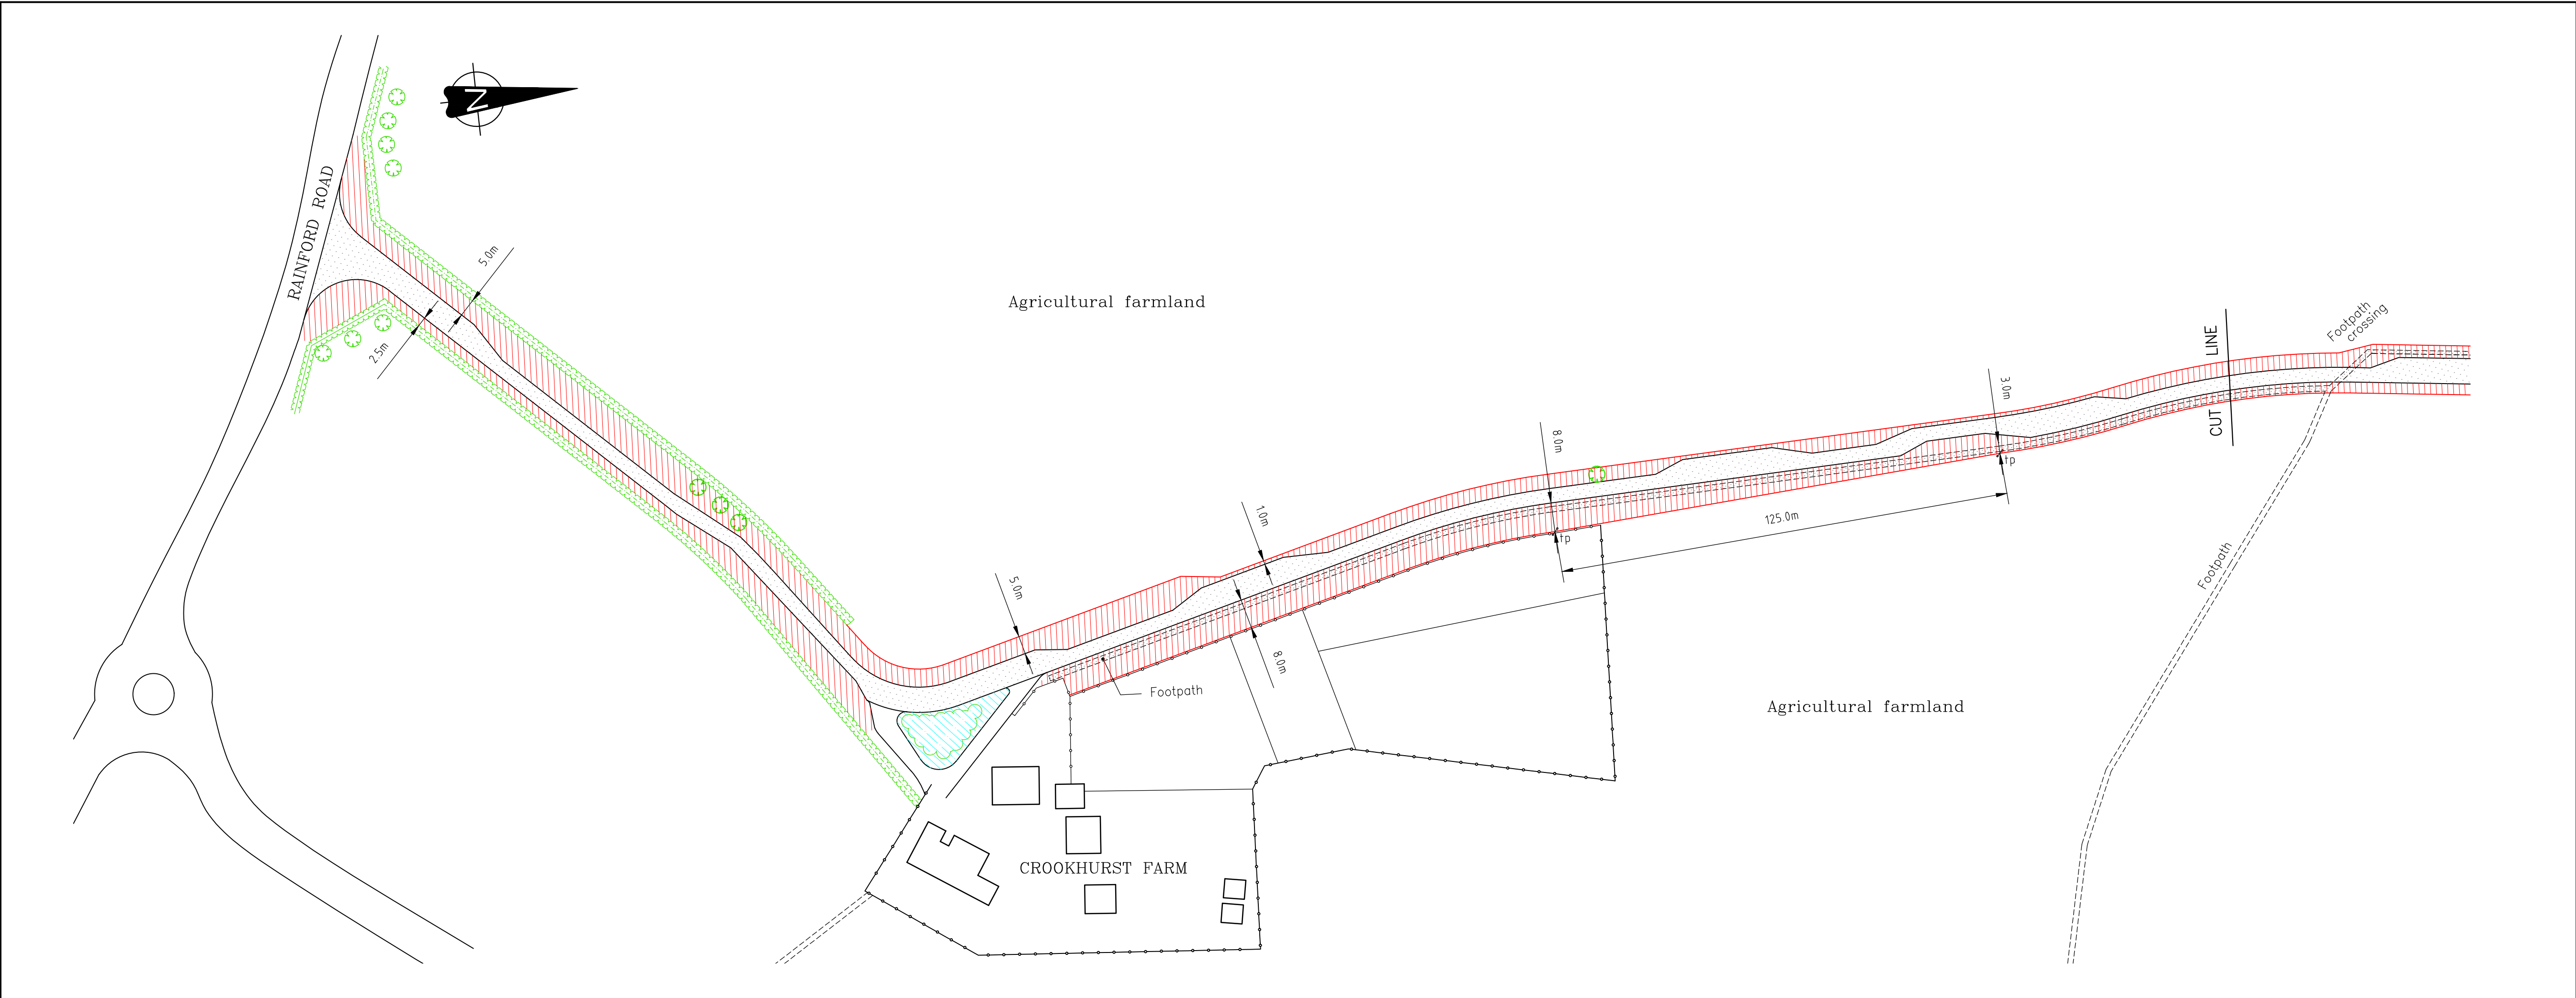 N
RAINFORD ROAD
5.0m
2.5m
Agricultural farmland
Footpath
crossing
CUT LINE
3.0m
tp
8.0m
tp
125.0m
1.0m
5.0m
8.0m
Footpath
Footpath
Agricultural farmland
CROOKHURST FARM